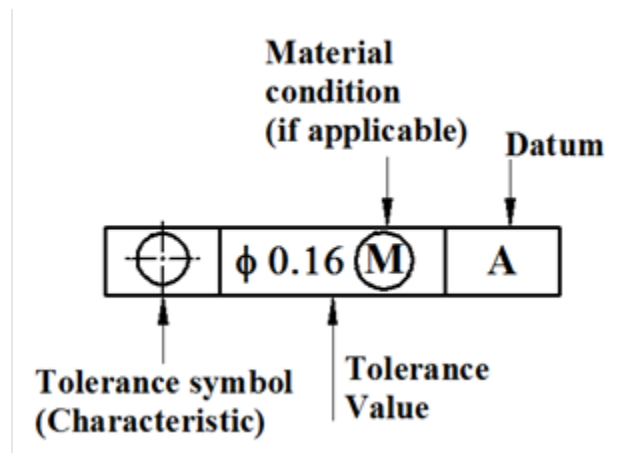 Material
condition
(if applicable)
Datum
ϕ 0.16 M A
Tolerance symbol
(Characteristic)
Tolerance
Value